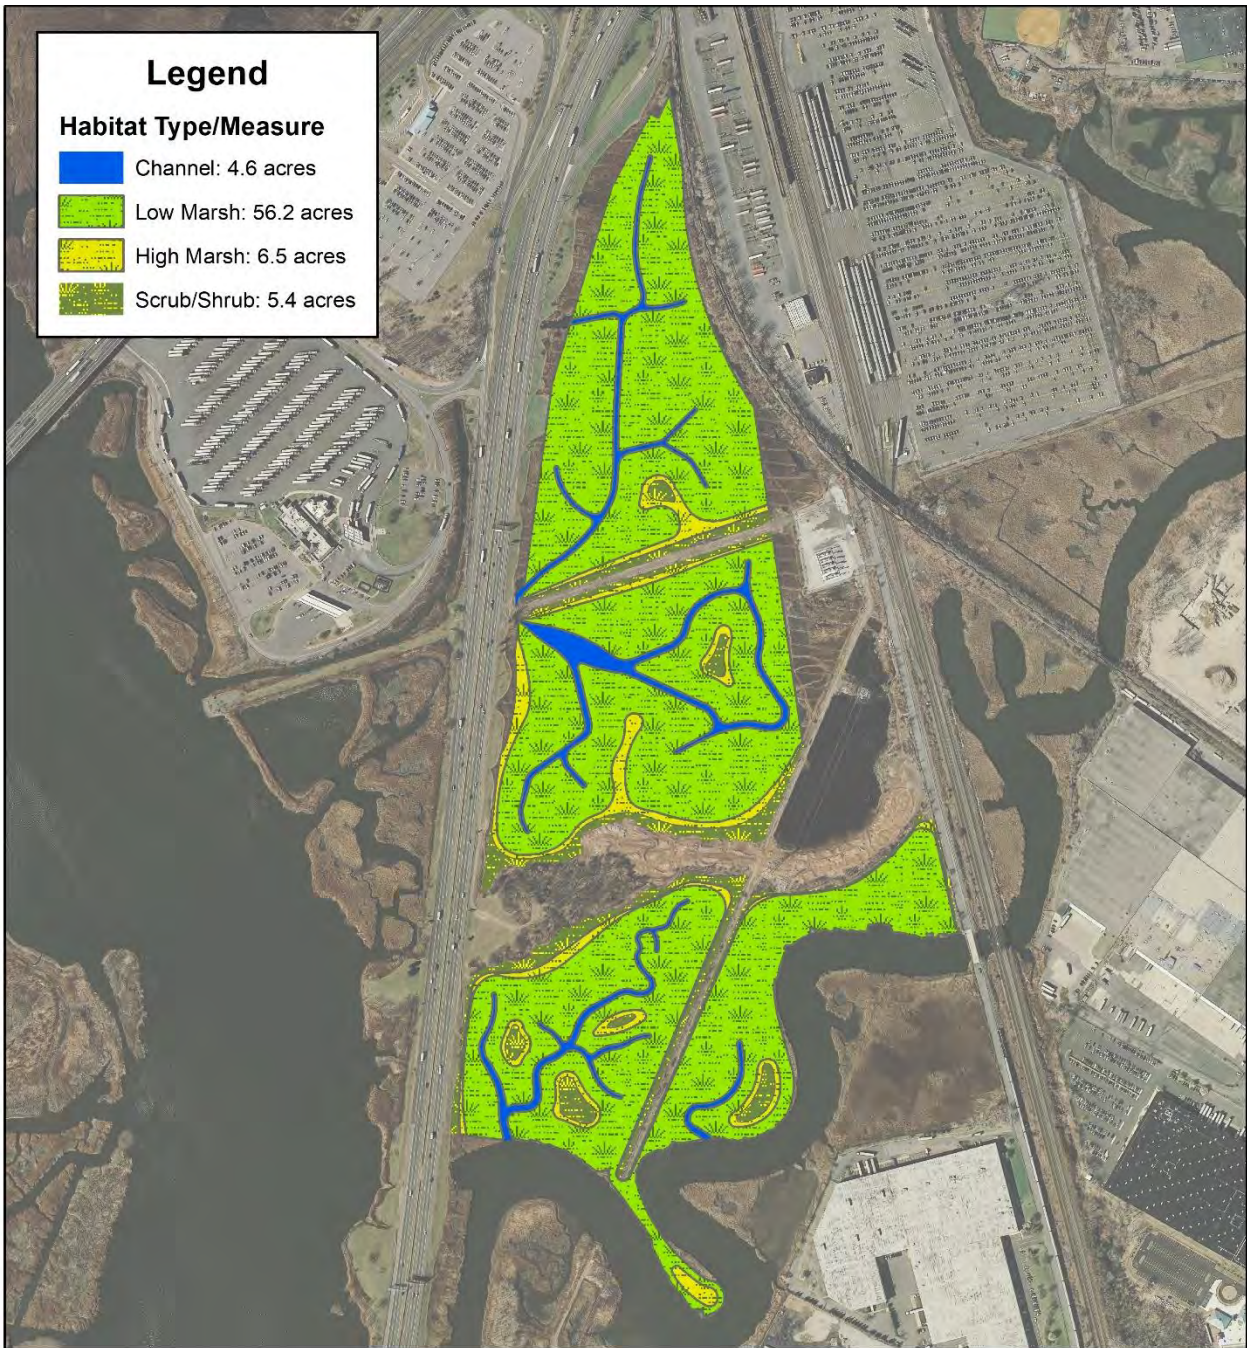 Legend
Habitat Type/Measure
Channel: 4.6 acres
Low Marsh: 56.2 acres
High Marsh: 6.5 acres
Scrub/Shrub: 5.4 acres